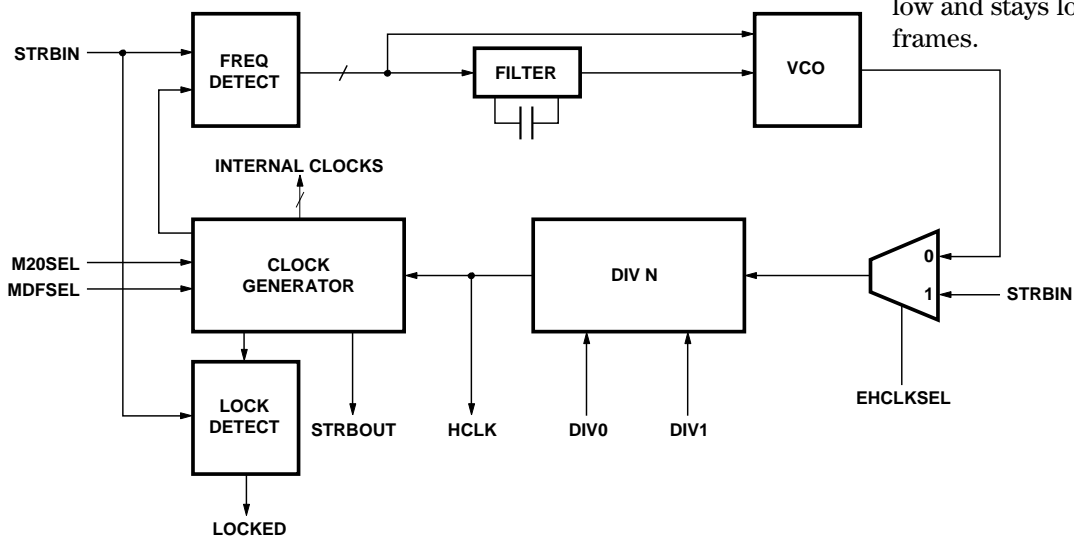 low and stays lo
frames.
STRBIN
FREQ
DETECT
FILTER
VCO
INTERNAL CLOCKS
M20SEL
MDFSEL
CLOCK
GENERATOR
DIV N
0
1
STRBIN
EHCLKSEL
LOCK
DETECT
STRBOUT
HCLK
DIV0
DIV1
LOCKED